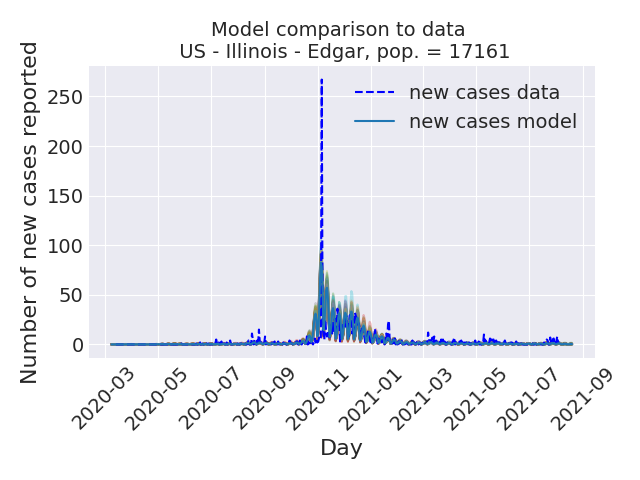 Model comparison to data
US - Illinois - Edgar, pop. = 17161
Number of new cases reported
250
200
150
100
50
0
new cases data
new cases model
2020-03
2020-05
2020-07
2020-09
2020-11
2021-01
2021-03
2021-05
2021-07
2021-09
Day